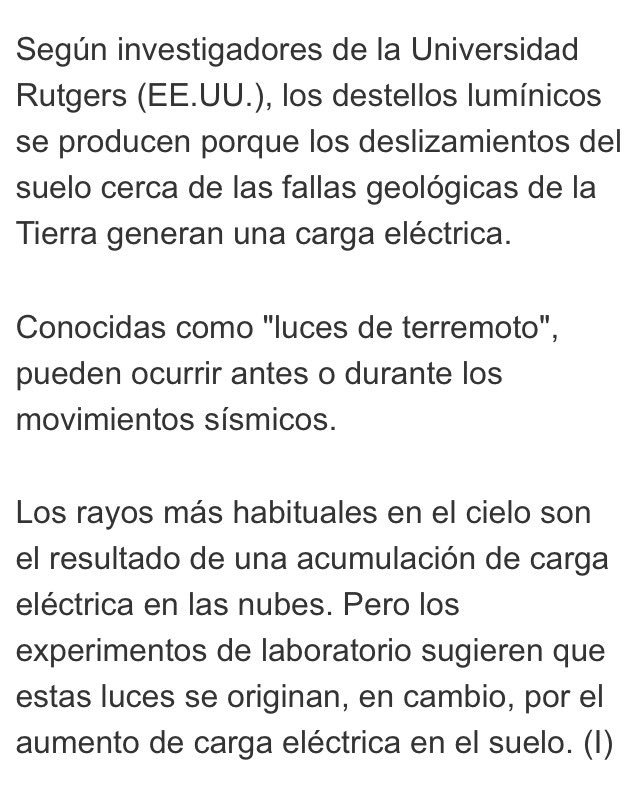 Según investigadores de la Universidad
Rutgers (EE.UU.), los destellos lumínicos
se producen porque los deslizamientos del
suelo cerca de las fallas geológicas de la
Tierra generan una carga eléctrica.
Conocidas como "luces de terremoto",
pueden ocurrir antes o durante los
movimientos sísmicos.
Los rayos más habituales en el cielo son
el resultado de una acumulación de carga
eléctrica en las nubes. Pero los
experimentos de laboratorio sugieren que
estas luces se originan, en cambio, por el
aumento de carga eléctrica en el suelo. (I)